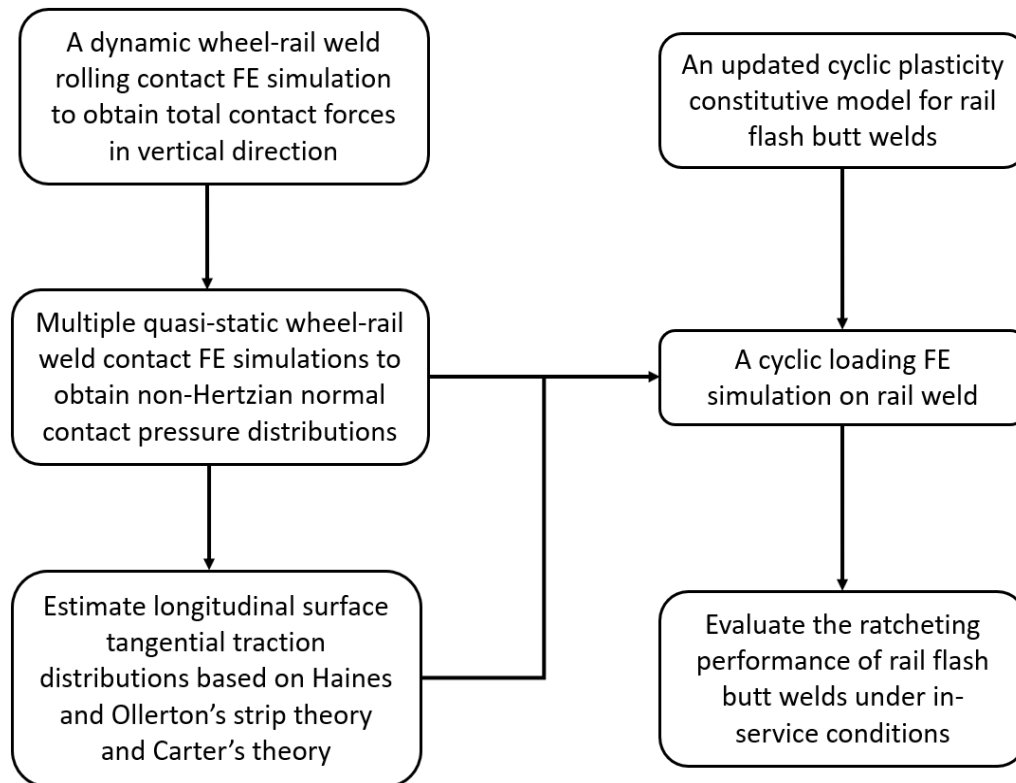 A dynamic wheel-rail weld
rolling contact FE simulation
to obtain total contact forces
in vertical direction
Multiple quasi-static wheel-rail
weld contact FE simulations to
obtain non-Hertzian normal
contact pressure distributions
Estimate longitudinal surface
tangential traction
distributions based on Haines
and Ollerton’s strip theory
and Carter’s theory
An updated cyclic plasticity
constitutive model for rail
flash butt welds
A cyclic loading FE
simulation on rail weld
Evaluate the ratcheting
performance of rail flash
butt welds under in-
service conditions